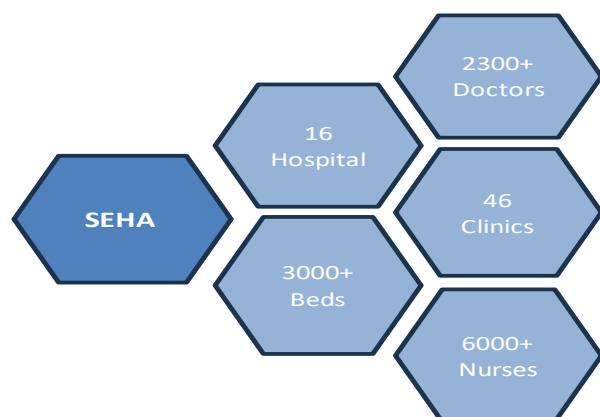 SEHA
16
Hospital
3000+
Beds
2300+
Doctors
46
Clinics
6000+
Nurses